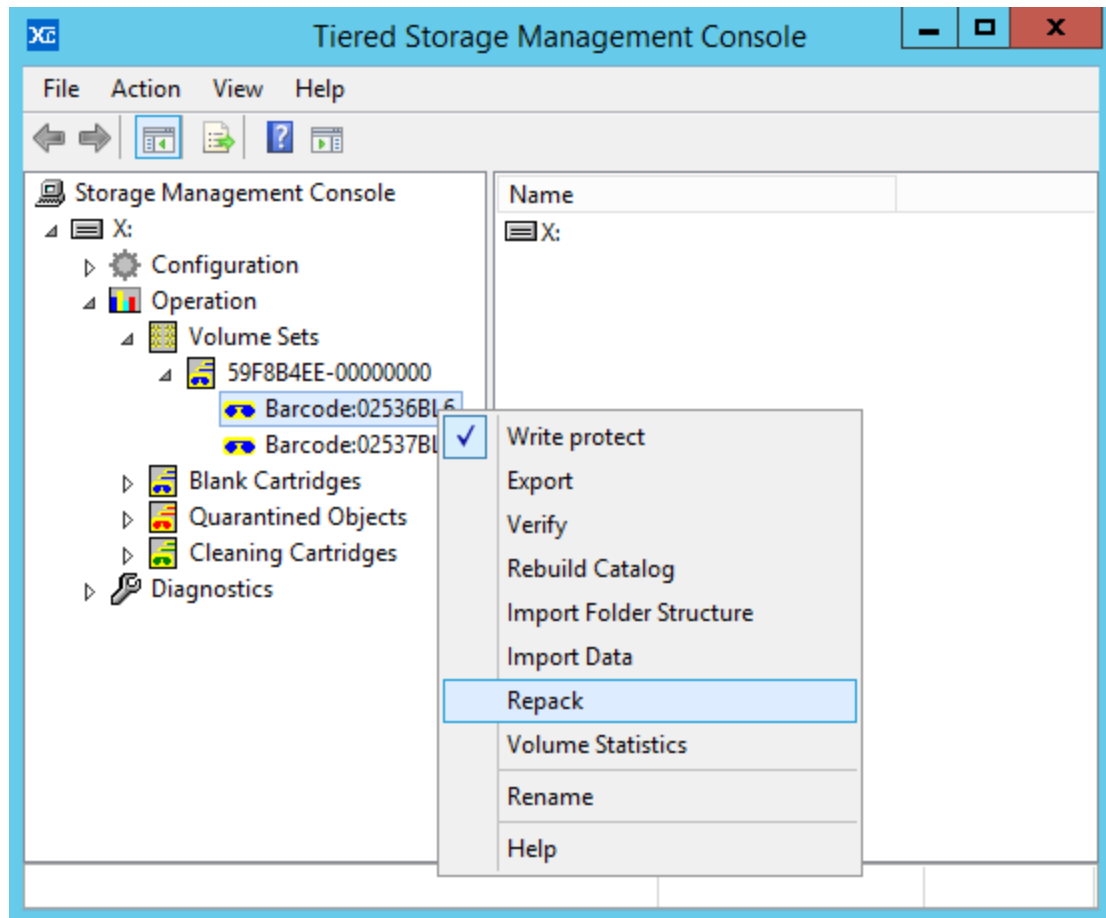 Tiered Storage Management Console
File Action View Help
Storage Management Console
X:
Configuration
Operation
Volume Sets
59F8B4EE-00000000
Barcode:02536BL6
Barcode:02537BL
Blank Cartridges
Quarantined Objects
Cleaning Cartridges
Diagnostics
Name
X:
Write protect
Export
Verify
Rebuild Catalog
Import Folder Structure
Import Data
Repack
Volume Statistics
Rename
Help